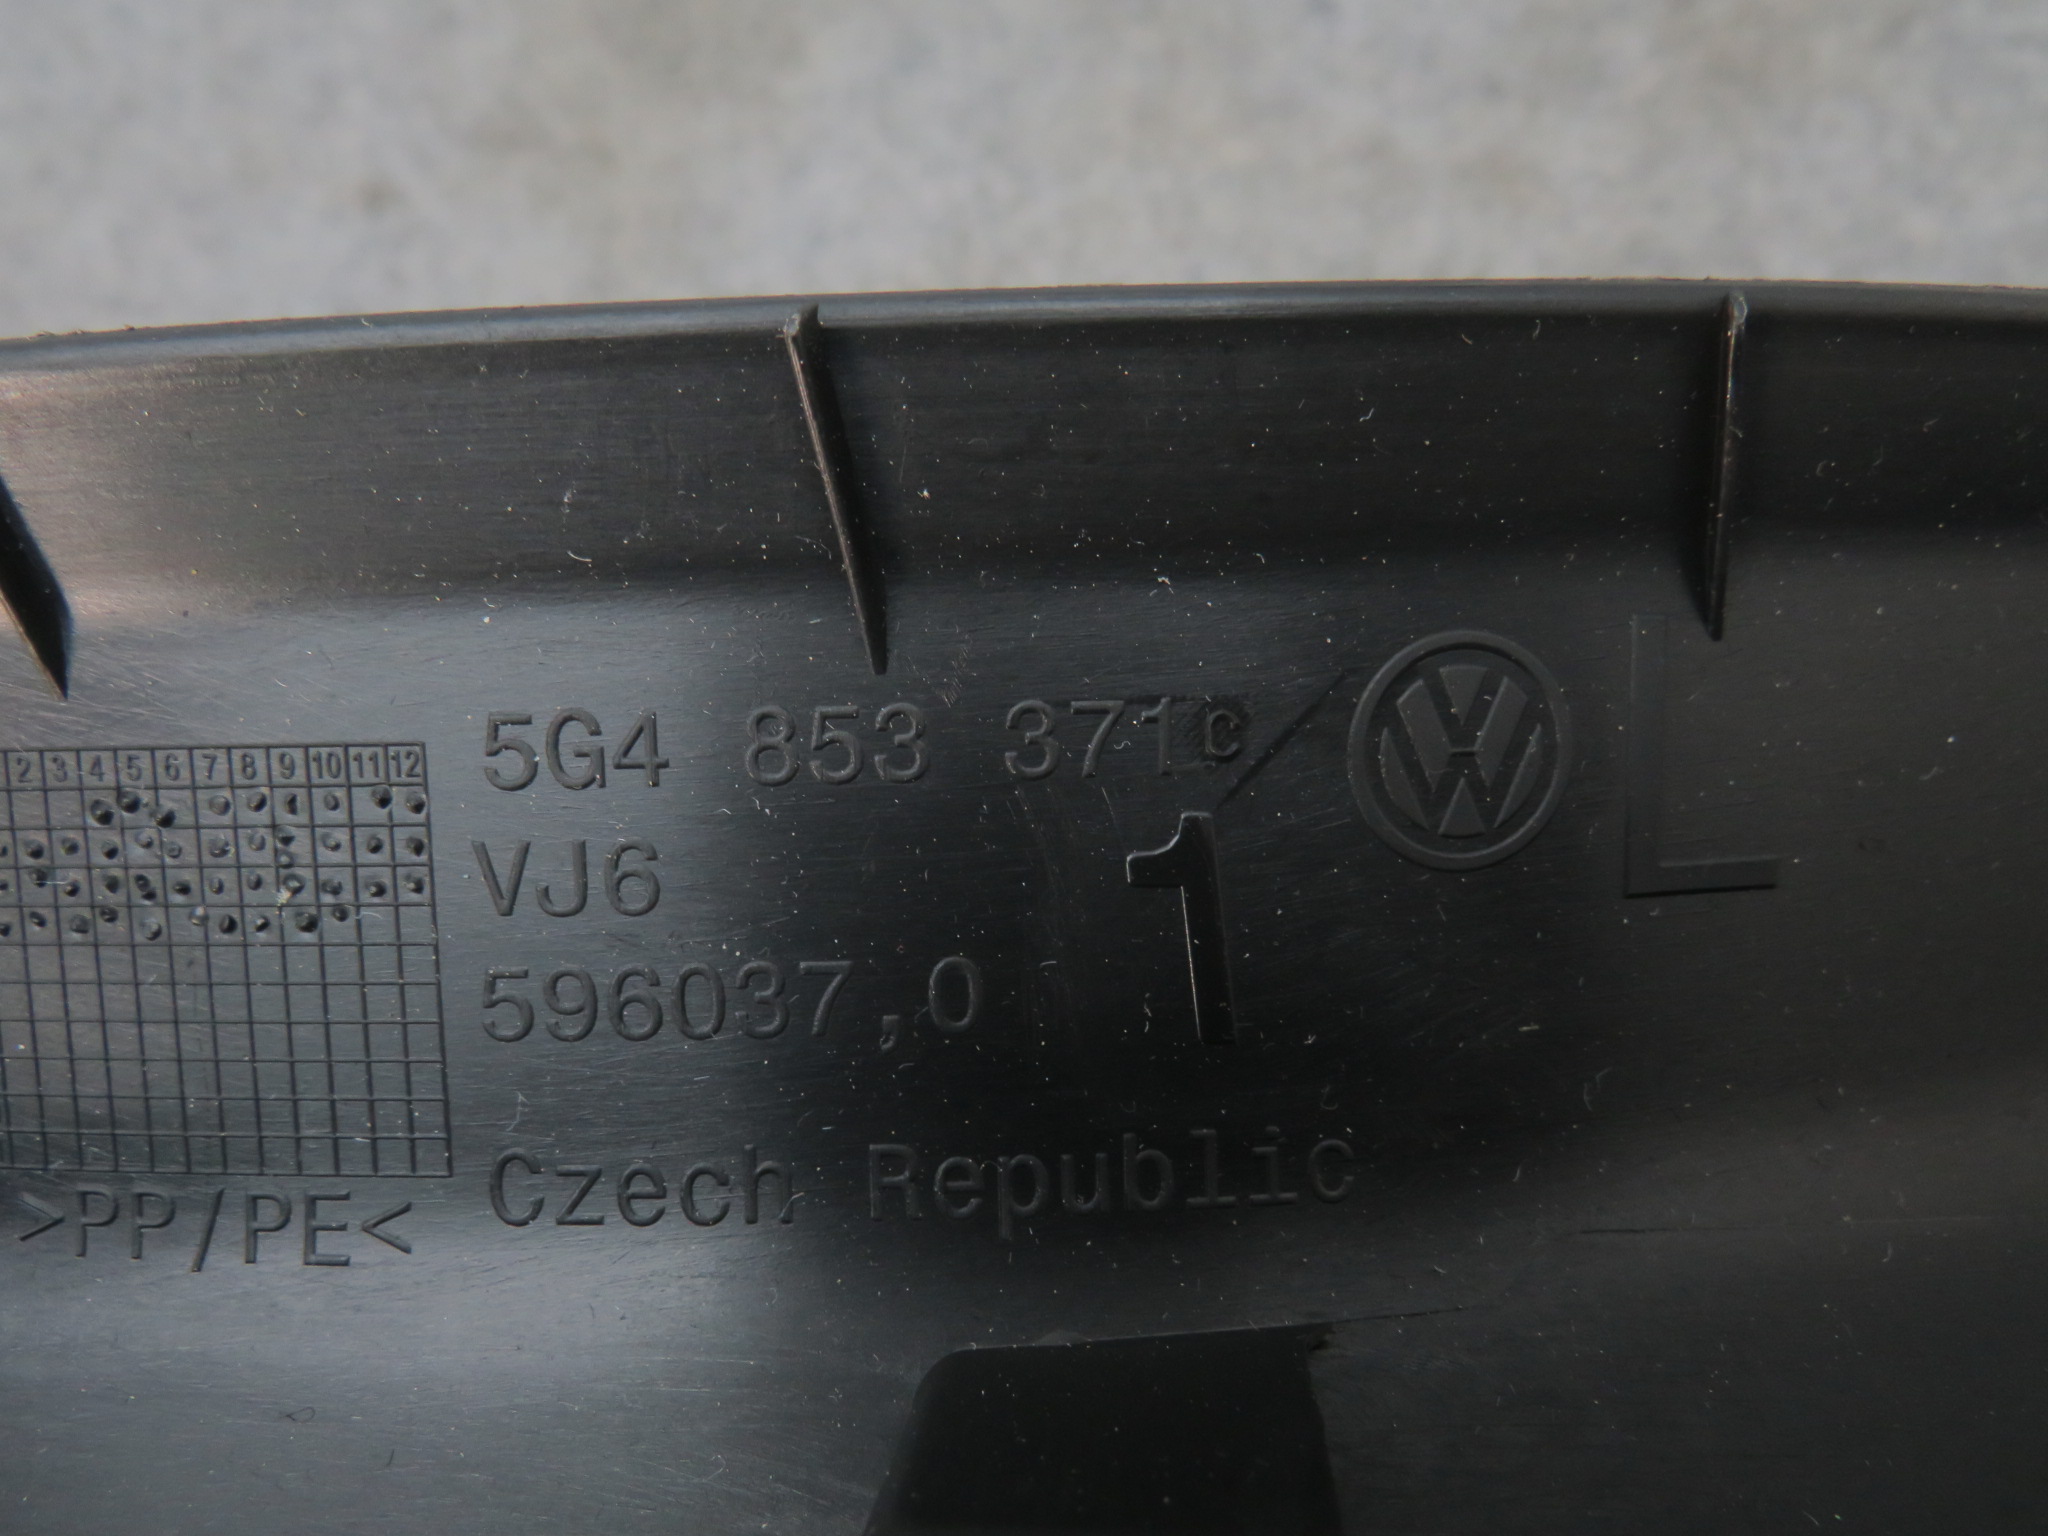 5G4 853 371C
2 3 4 5 6 7 8 9 10 11 12
VJ6
1
L
596037,0
Czech Republic
>PP/PE<